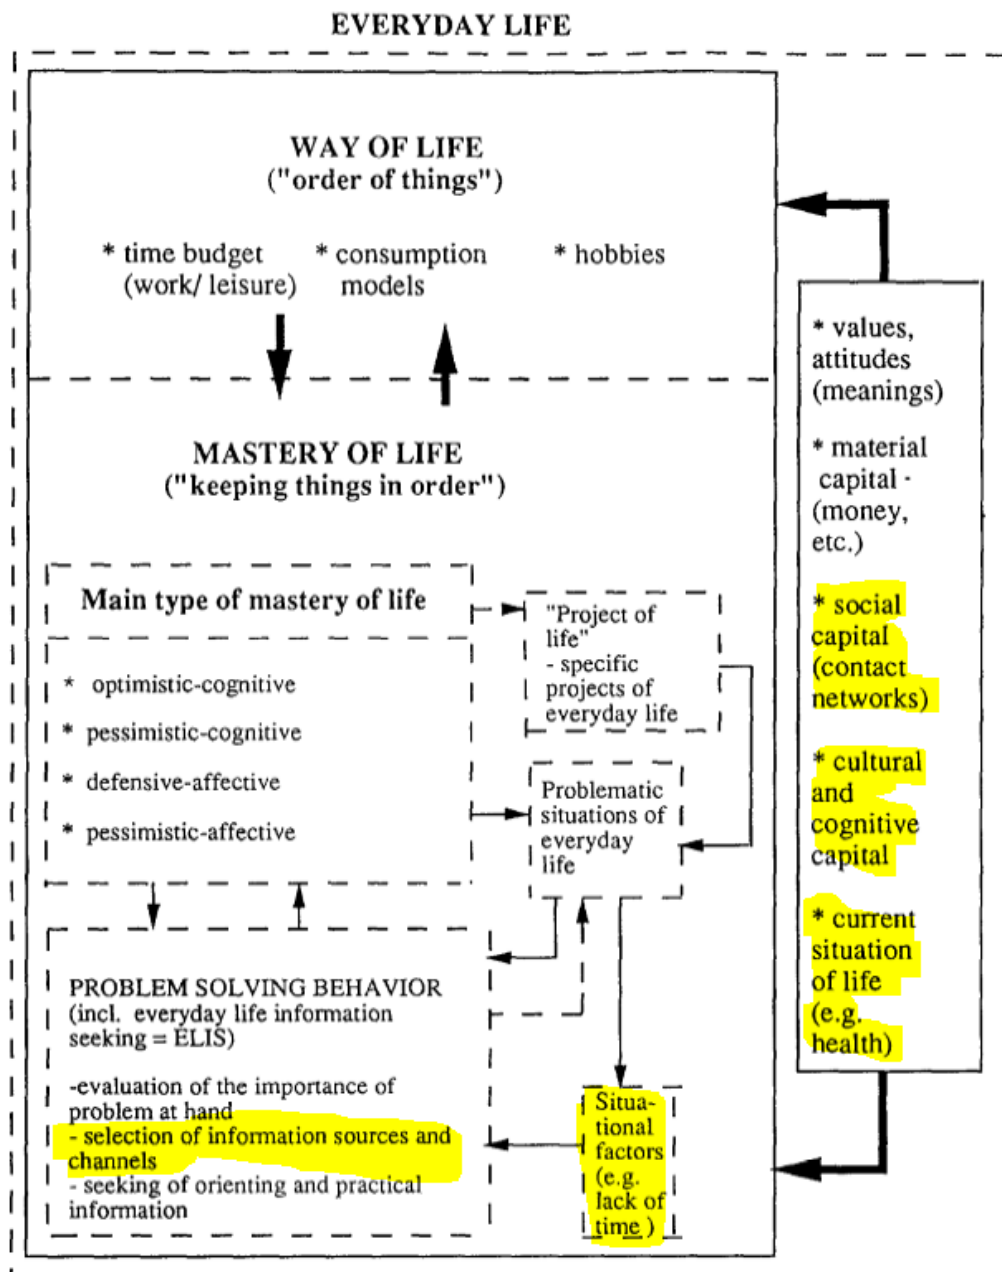 EVERYDAY LIFE
WAY OF LIFE
("order of things")
* time budget
(work/ leisure)
* consumption
models
* hobbies
MASTERY OF LIFE
("keeping things in order")
Main type of mastery of life
* optimistic-cognitive
* pessimistic-cognitive
* defensive-affective
* pessimistic-affective
"Project of
life"
- specific
projects of
everyday life
Problematic
situations of
everyday
life
PROBLEM SOLVING BEHAVIOR
(incl. everyday life information
seeking = ELIS)
-evaluation of the importance of
problem at hand
- selection of information sources and
channels
- seeking of orienting and practical
information
Situa-
tional
factors
(e.g.
lack of
time )
* values,
attitudes
(meanings)
* material
capital -
(money,
etc.)
* social
capital
(contact
networks)
* cultural
and
cognitive
capital
* current
situation
of life
(e.g.
health)